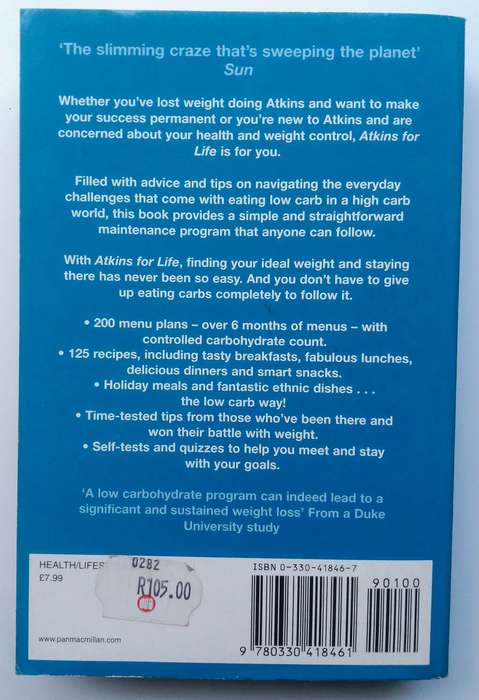 ‘The slimming craze that’s sweeping the planet’
Sun
Whether you’ve lost weight doing Atkins and want to make
your success permanent or you’re new to Atkins and are
concerned about your health and weight control, Atkins for
Life is for you.
Filled with advice and tips on navigating the everyday
challenges that come with eating low carb in a high carb
world, this book provides a simple and straightforward
maintenance program that anyone can follow.
With Atkins for Life, finding your ideal weight and staying
there has never been so easy. And you don’t have to give
up eating carbs completely to follow it.
• 200 menu plans – over 6 months of menus – with
controlled carbohydrate count.
• 125 recipes, including tasty breakfasts, fabulous lunches,
delicious dinners and smart snacks.
• Holiday meals and fantastic ethnic dishes . . .
the low carb way!
• Time-tested tips from those who’ve been there and
won their battle with weight.
• Self-tests and quizzes to help you meet and stay
with your goals.
‘A low carbohydrate program can indeed lead to a
significant and sustained weight loss’ From a Duke
University study
HEALTH/LIFES
£7.99
0282
R105.00
www.panmacmillan.com
ISBN 0-330-41846-7
90100
9 780330 418461